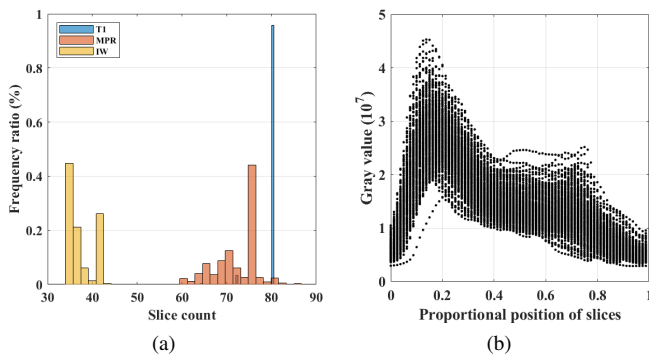 1
0.8
0.6
0.4
0.2
0
Frequency ratio (%)
T1
MPR
IW
30 40 50 60 70 80 90
Slice count
(a)
5
4
3
2
1
0
Gray value (10^7)
0 0.2 0.4 0.6 0.8 1
Proportional position of slices
(b)